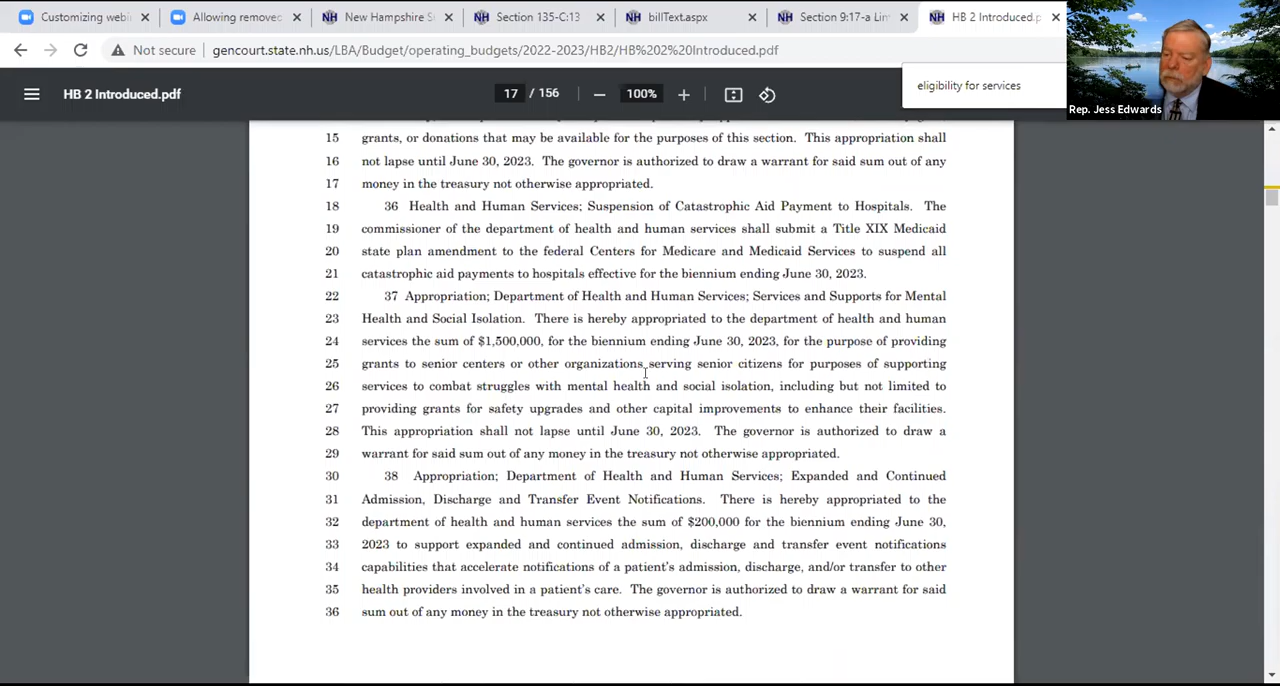 Customizing webi
Allowing removed
New Hampshire S
Section 135-C:13
billText.aspx
Section 9:17-a Lin
HB 2 Introduced.p
Not secure
gencourt.state.nh.us/LBA/Budget/operating_budgets/2022-2023/HB2/HB%202%20Introduced.pdf
eligibility for services
Rep. Jess Edwards
HB 2 Introduced.pdf
17 / 156
100%
15 grants, or donations that may be available for the purposes of this section. This appropriation shall
16 not lapse until June 30, 2023. The governor is authorized to draw a warrant for said sum out of any
17 money in the treasury not otherwise appropriated.
18 36 Health and Human Services; Suspension of Catastrophic Aid Payment to Hospitals. The
19 commissioner of the department of health and human services shall submit a Title XIX Medicaid
20 state plan amendment to the federal Centers for Medicare and Medicaid Services to suspend all
21 catastrophic aid payments to hospitals effective for the biennium ending June 30, 2023.
22 37 Appropriation; Department of Health and Human Services; Services and Supports for Mental
23 Health and Social Isolation. There is hereby appropriated to the department of health and human
24 services the sum of $1,500,000, for the biennium ending June 30, 2023, for the purpose of providing
25 grants to senior centers or other organizations serving senior citizens for purposes of supporting
26 services to combat struggles with mental health and social isolation, including but not limited to
27 providing grants for safety upgrades and other capital improvements to enhance their facilities.
28 This appropriation shall not lapse until June 30, 2023. The governor is authorized to draw a
29 warrant for said sum out of any money in the treasury not otherwise appropriated.
30 38 Appropriation; Department of Health and Human Services; Expanded and Continued
31 Admission, Discharge and Transfer Event Notifications. There is hereby appropriated to the
32 department of health and human services the sum of $200,000 for the biennium ending June 30,
33 2023 to support expanded and continued admission, discharge and transfer event notifications
34 capabilities that accelerate notifications of a patient's admission, discharge, and/or transfer to other
35 health providers involved in a patient's care. The governor is authorized to draw a warrant for said
36 sum out of any money in the treasury not otherwise appropriated.